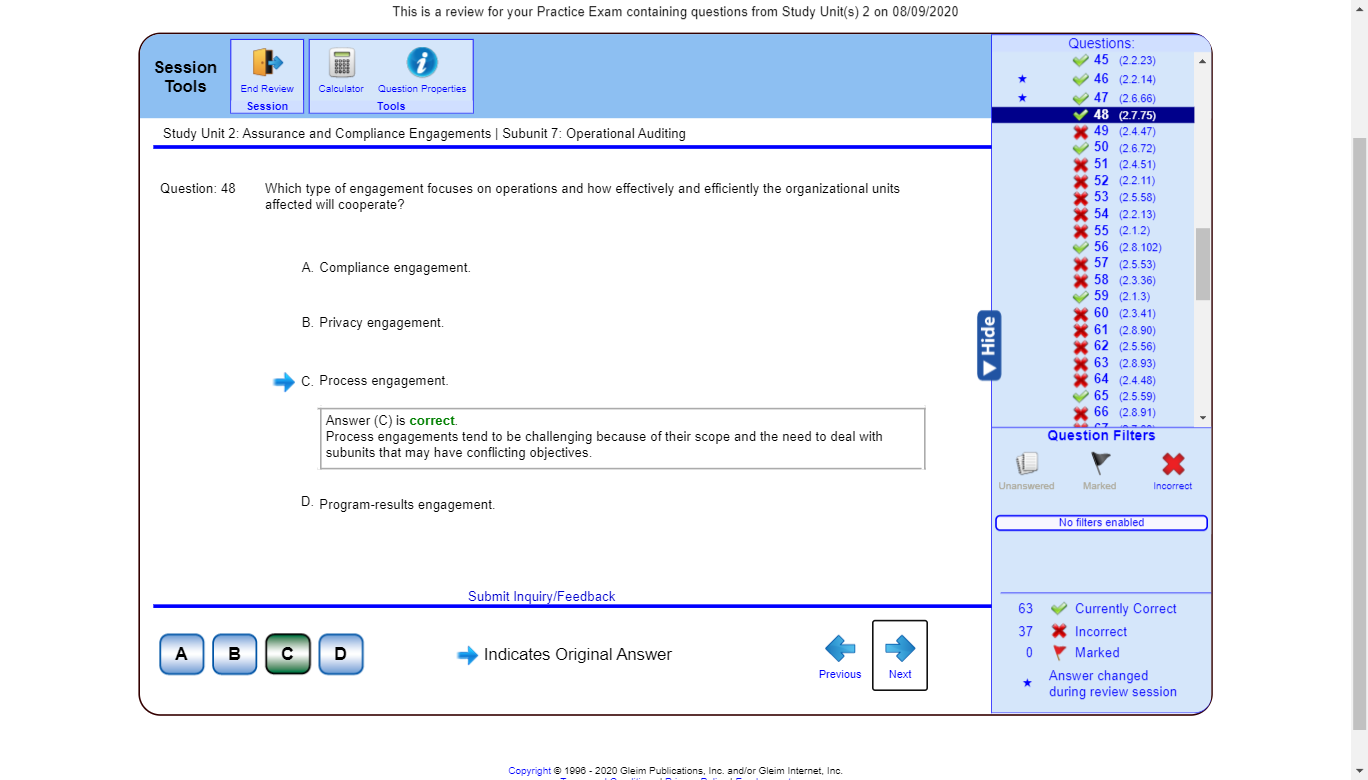 This is a review for your Practice Exam containing questions from Study Unit(s) 2 on 08/09/2020
Session
Tools
End Review
Session
Calculator
Question Properties
Tools
Study Unit 2: Assurance and Compliance Engagements | Subunit 7: Operational Auditing
Question: 48
Which type of engagement focuses on operations and how effectively and efficiently the organizational units
affected will cooperate?
A. Compliance engagement.
B. Privacy engagement.
C. Process engagement.
Answer (C) is correct.
Process engagements tend to be challenging because of their scope and the need to deal with
subunits that may have conflicting objectives.
D. Program-results engagement.
Submit Inquiry/Feedback
A B C D
Indicates Original Answer
Previous
Next
Hide
Questions:
45 (2.2.23)
46 (2.2.14)
47 (2.6.66)
48 (2.7.75)
49 (2.4.47)
50 (2.6.72)
51 (2.4.51)
52 (2.2.11)
53 (2.5.58)
54 (2.2.13)
55 (2.1.2)
56 (2.8.102)
57 (2.5.53)
58 (2.3.36)
59 (2.1.3)
60 (2.3.41)
61 (2.8.90)
62 (2.5.56)
63 (2.8.93)
64 (2.4.48)
65 (2.5.59)
66 (2.8.91)
Question Filters
Unanswered
Marked
Incorrect
No filters enabled
63 Currently Correct
37 Incorrect
0 Marked
Answer changed
during review session
Copyright © 1996 - 2020 Gleim Publications, Inc. and/or Gleim Internet, Inc.